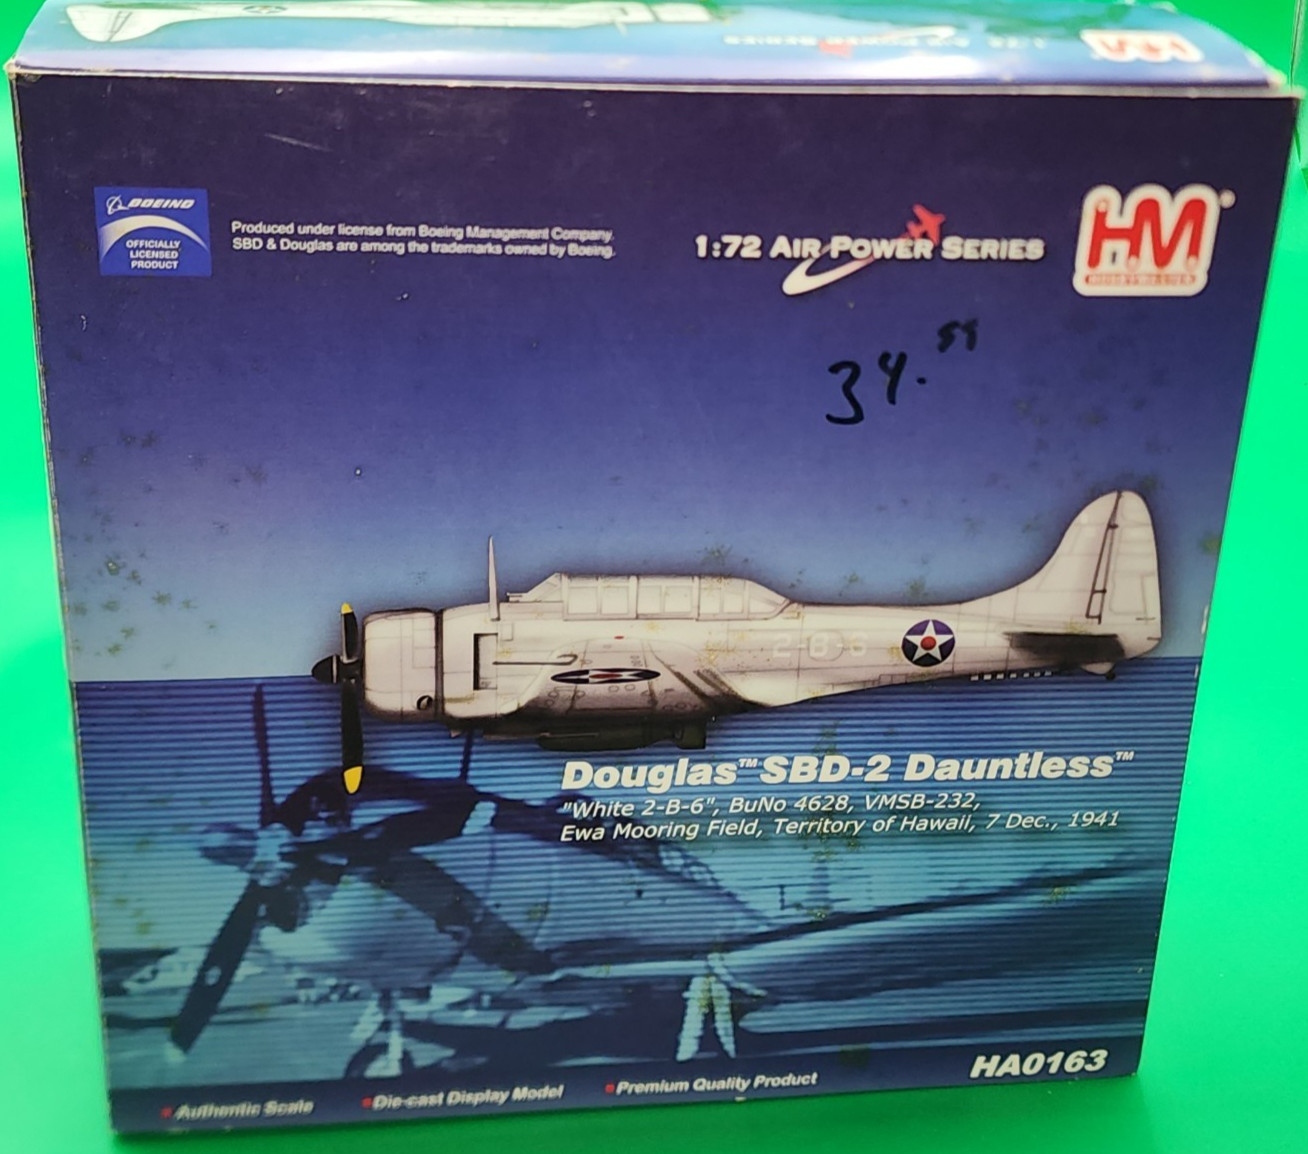 BOEING
OFFICIALLY
LICENSED
PRODUCT
Produced under license from Boeing Management Company.
SBD & Douglas are among the trademarks owned by Boeing.
1:72 AIR POWER SERIES
HM®
HOBBYMASTER
34.
2-B-6
Douglas™ SBD-2 Dauntless™
"White 2-B-6", BuNo 4628, VMSB-232,
Ewa Mooring Field, Territory of Hawaii, 7 Dec., 1941
HA0163
Authentic Scale
Die-cast Display Model
Premium Quality Product